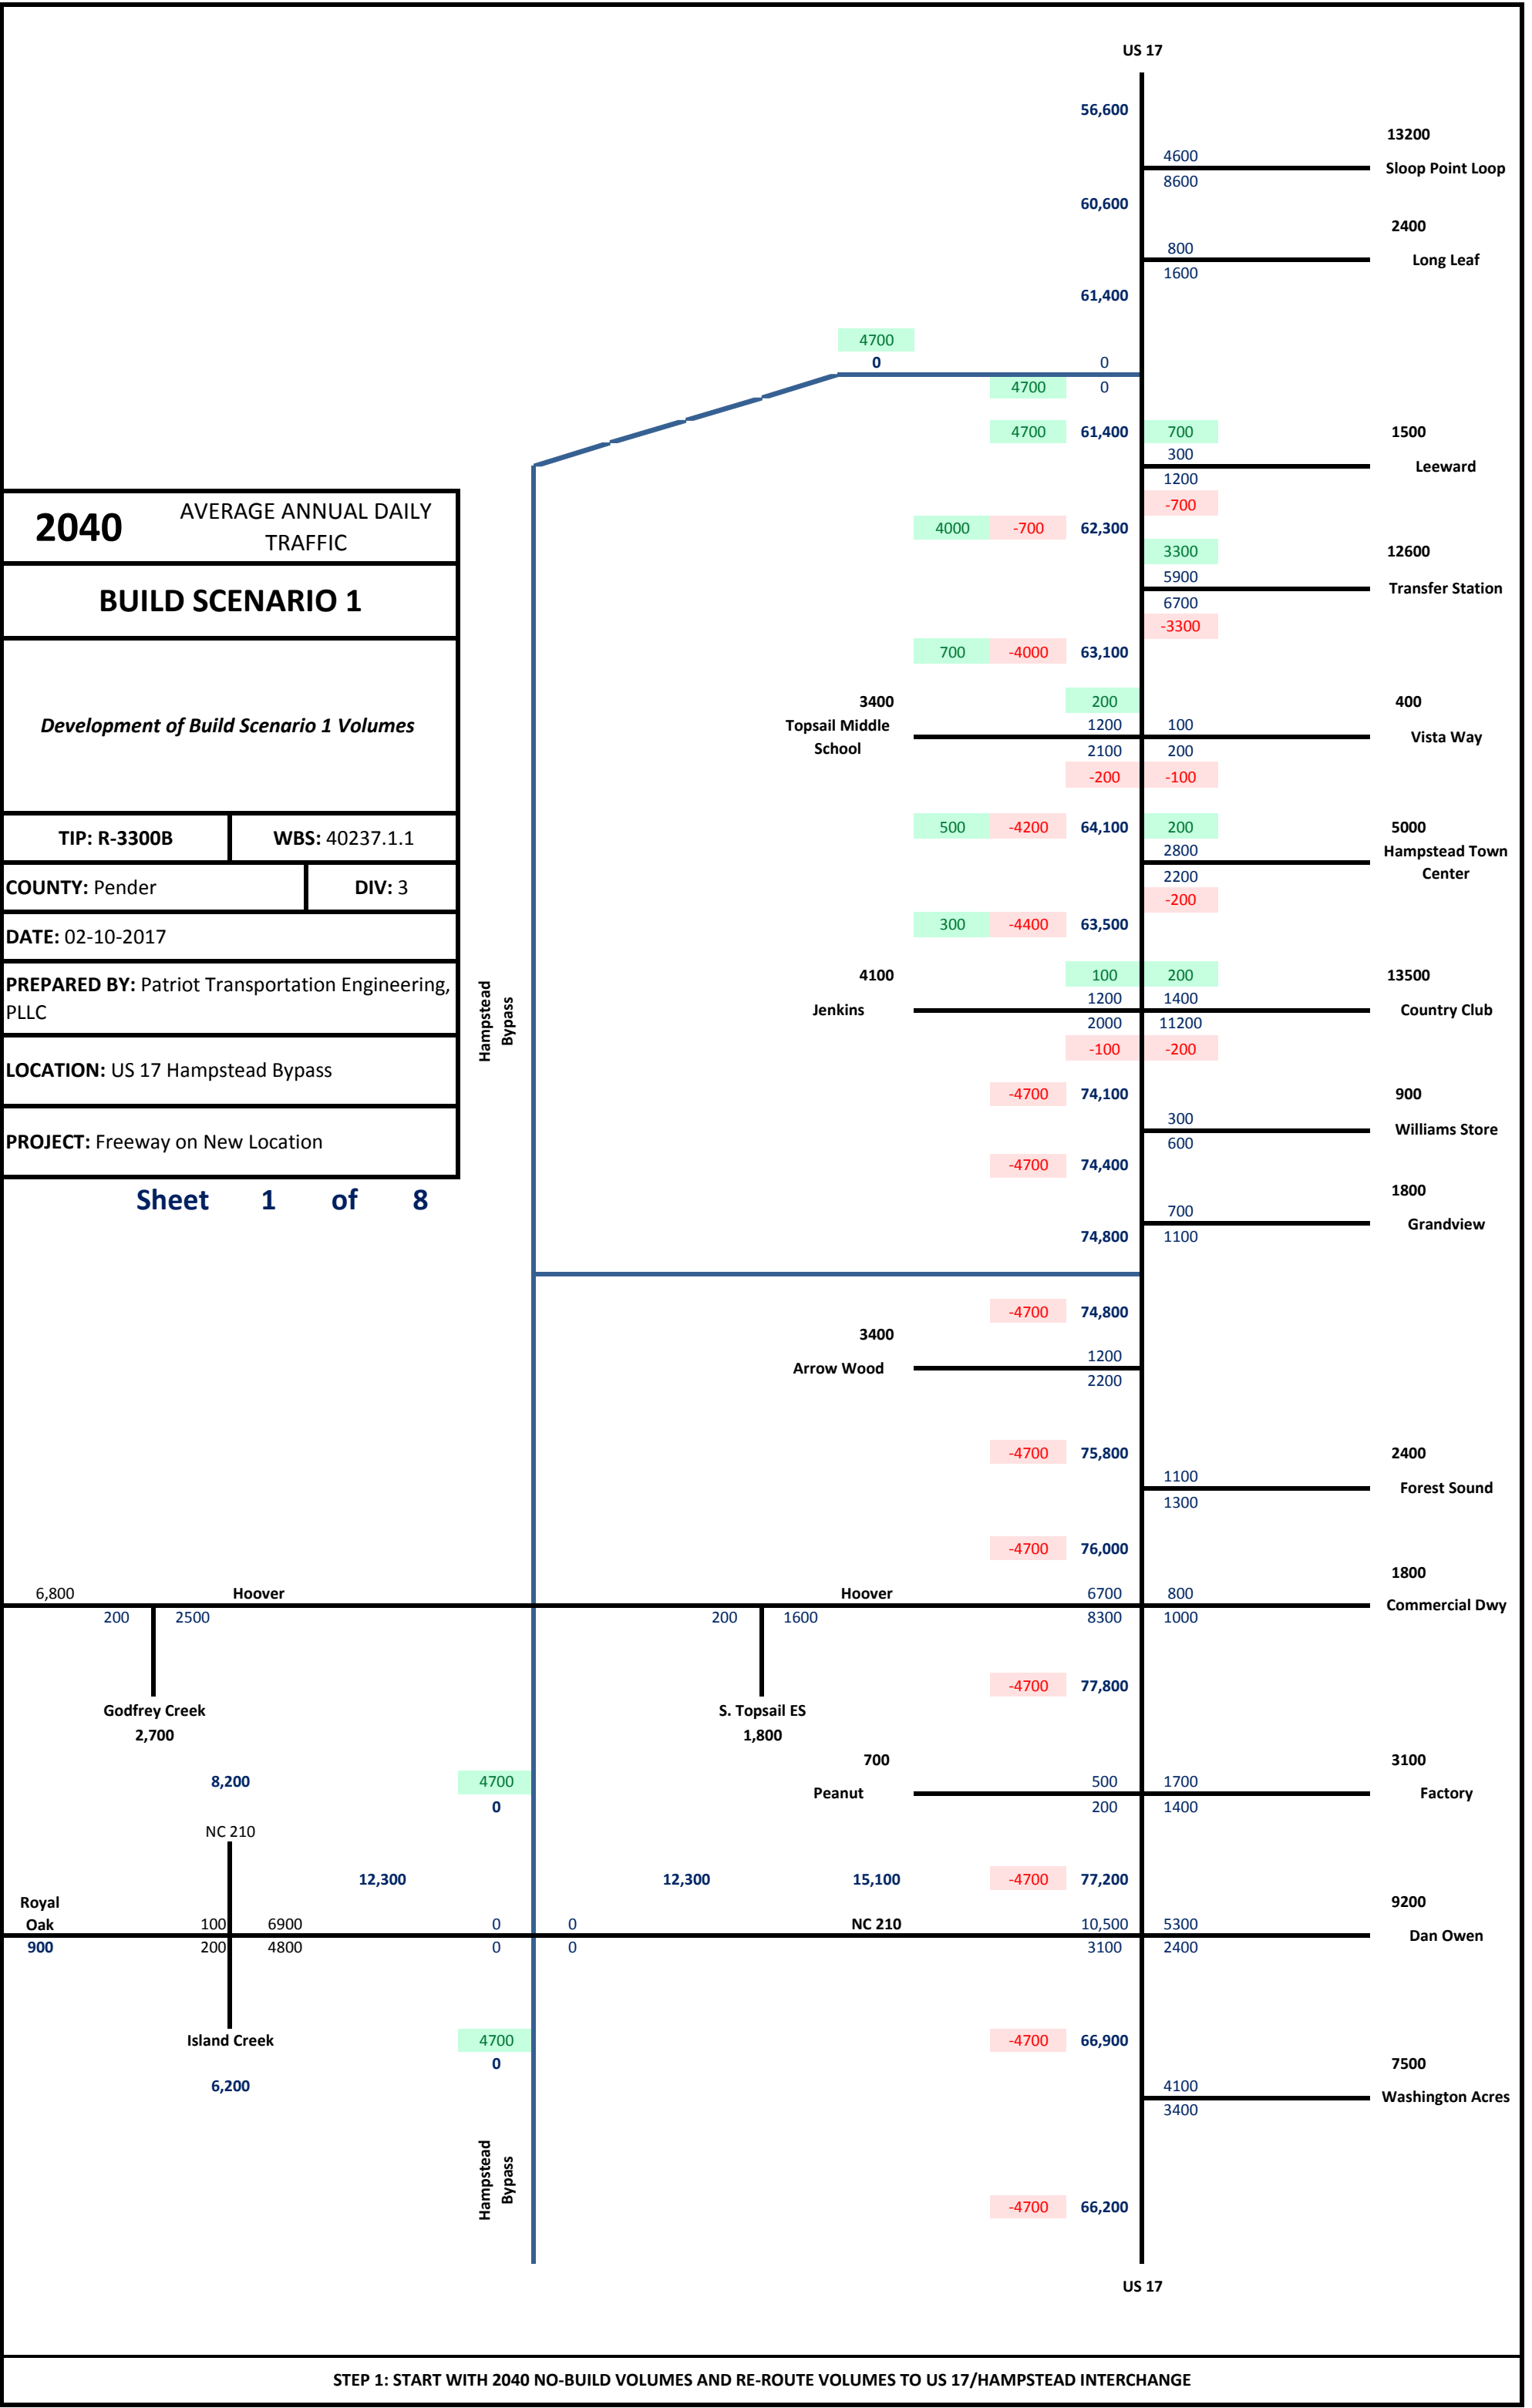 US 17
56,600
13200
4600
Sloop Point Loop
8600
60,600
2400
800
Long Leaf
1600
61,400
4700
0 0
4700 0
4700 61,400 700 1500
300
Leeward
1200
-700
4000 -700 62,300
3300 12600
5900
Transfer Station
6700
-3300
700 -4000 63,100
3400 200 400
Topsail Middle School 1200 100 Vista Way
2100 200
-200 -100
500 -4200 64,100 200 5000
2800 Hampstead Town Center
2200
-200
300 -4400 63,500
4100 100 200 13500
1200 1400
Jenkins Country Club
2000 11200
-100 -200
-4700 74,100 900
300
Williams Store
600
-4700 74,400
1800
700
Grandview
74,800 1100
-4700 74,800
3400
1200
Arrow Wood
2200
-4700 75,800 2400
1100
Forest Sound
1300
-4700 76,000
1800
6,800 Hoover Hoover 6700 800
Commercial Dwy
200 2500 200 1600 8300 1000
-4700 77,800
Godfrey Creek S. Topsail ES
2,700 1,800
700 3100
8,200 4700 500 1700
Peanut Factory
0 200 1400
NC 210
12,300 12,300 15,100 -4700 77,200
Royal Oak 9200
100 6900 0 0 NC 210 10,500 5300
Dan Owen
900 200 4800 0 0 3100 2400
Island Creek 4700 -4700 66,900
0 7500
6,200 4100
Washington Acres
3400
-4700 66,200
US 17
Hampstead
Bypass
Hampstead
Bypass
2040 AVERAGE ANNUAL DAILY
TRAFFIC
BUILD SCENARIO 1
Development of Build Scenario 1 Volumes
TIP: R-3300B WBS: 40237.1.1
COUNTY: Pender DIV: 3
DATE: 02-10-2017
PREPARED BY: Patriot Transportation Engineering,
PLLC
LOCATION: US 17 Hampstead Bypass
PROJECT: Freeway on New Location
Sheet 1 of 8
STEP 1: START WITH 2040 NO-BUILD VOLUMES AND RE-ROUTE VOLUMES TO US 17/HAMPSTEAD INTERCHANGE